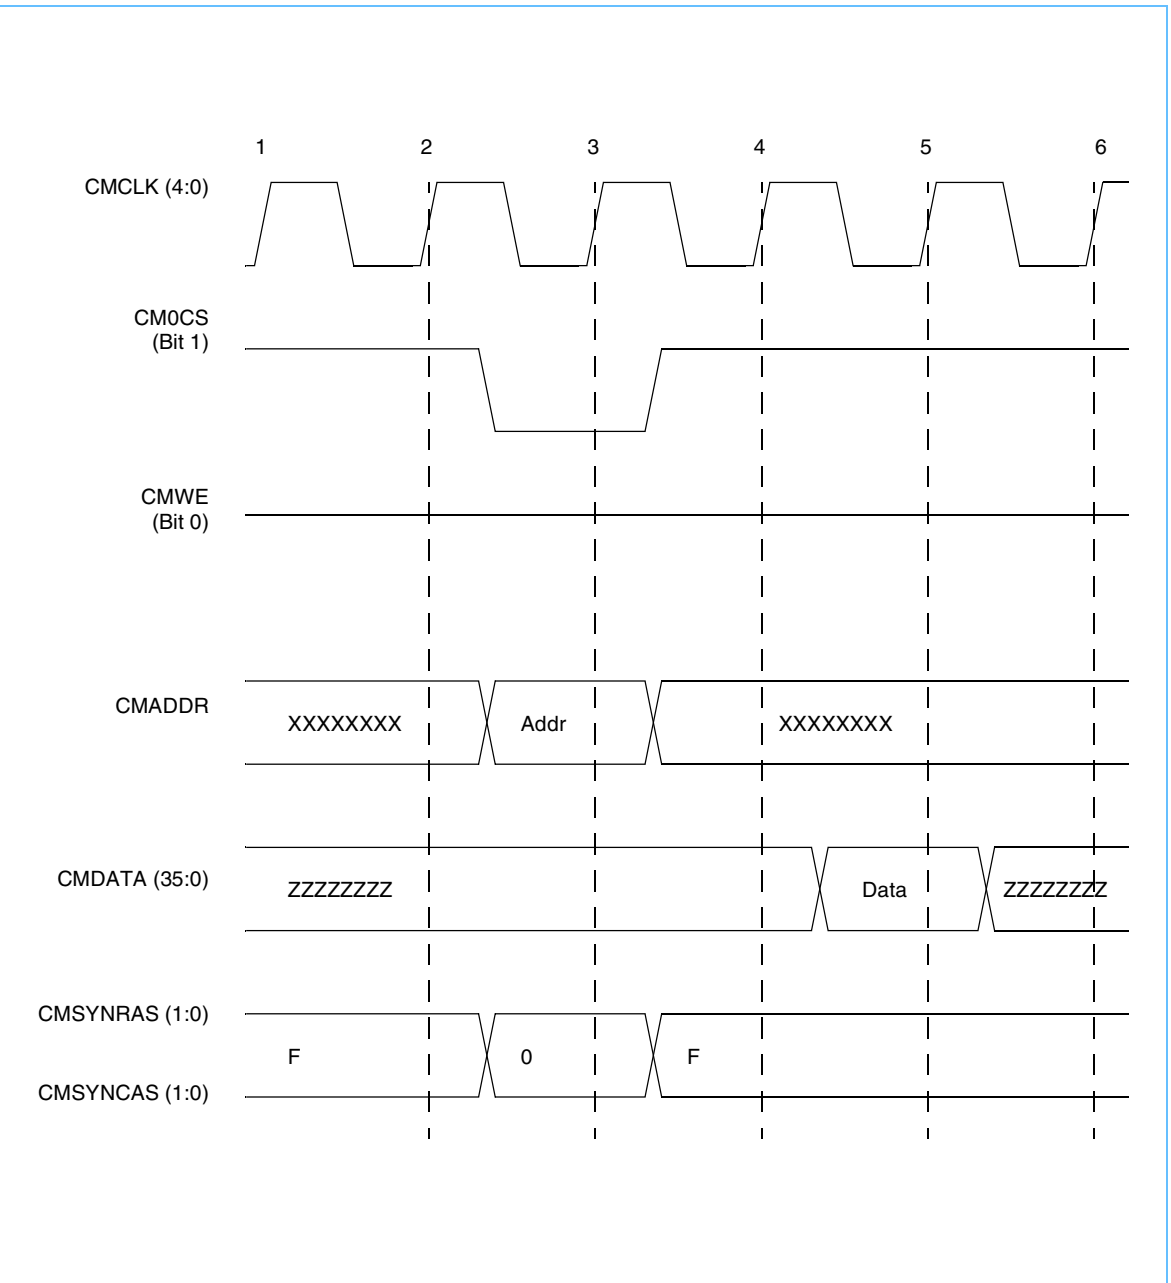 1 2 3 4 5 6
CMCLK (4:0)
CM0CS
(Bit 1)
CMWE
(Bit 0)
CMADDR
XXXXXXXX Addr XXXXXXXX
CMDATA (35:0)
ZZZZZZZZ Data ZZZZZZZZ
CMSYNRAS (1:0)
F 0 F
CMSYNCAS (1:0)